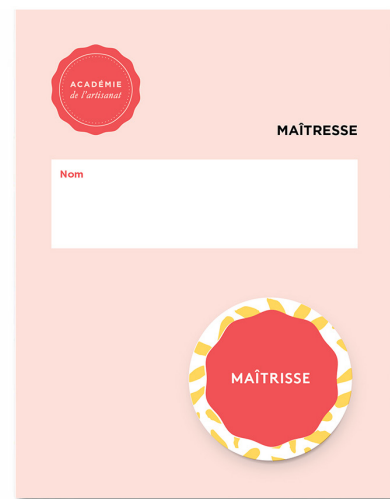 ACADÉMIE
de l'artisanat
MAÎTRESSE
Nom
MAÎTRISSE